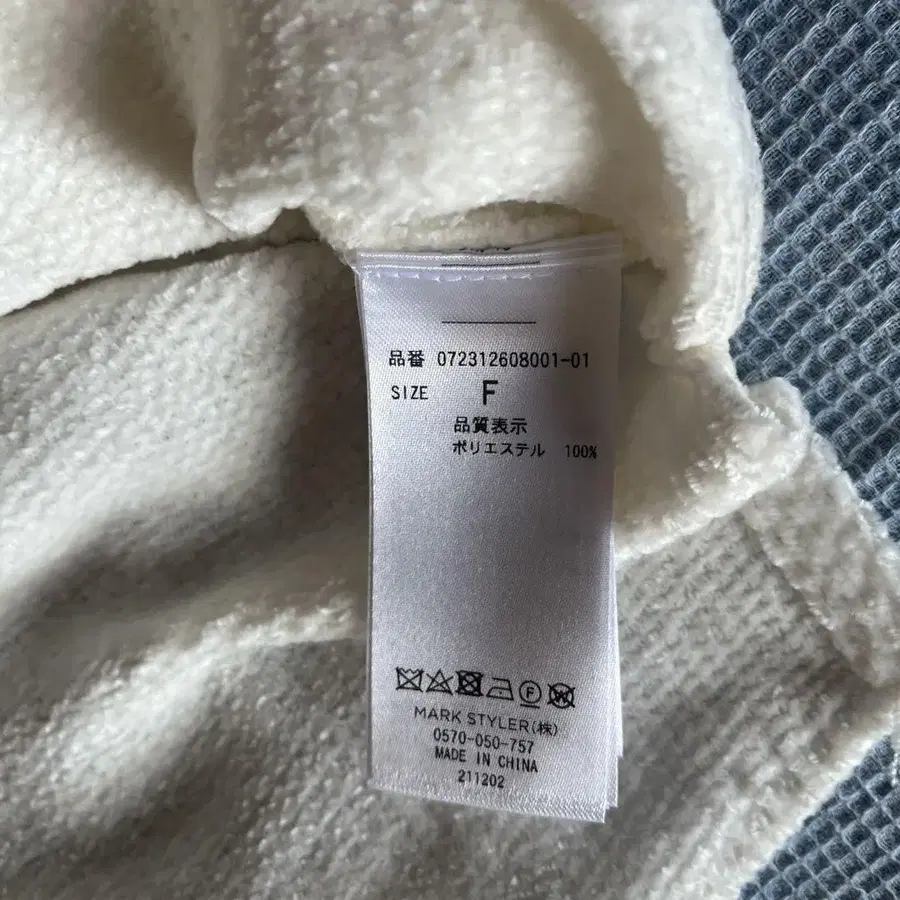 品番 072312608001-01
SIZE F
品質表示
ポリエステル 100%
F W
MARK STYLER(株)
0570-050-757
MADE IN CHINA
211202